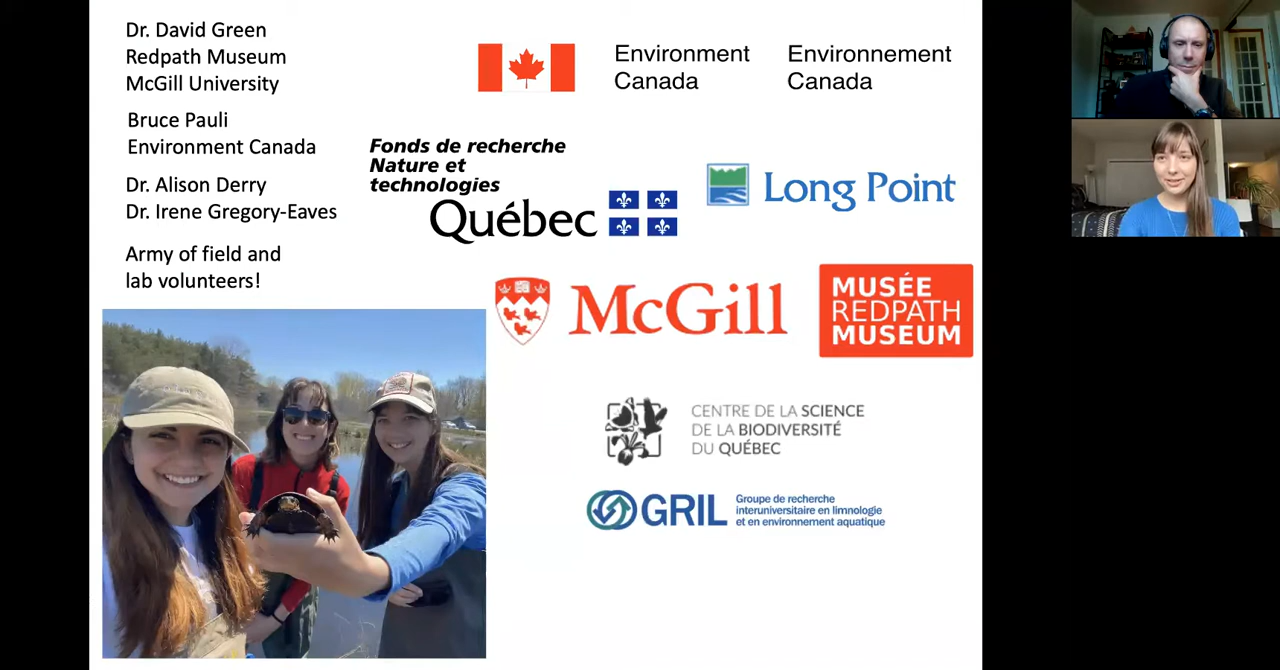 Dr. David Green
Redpath Museum
McGill University
Bruce Pauli
Environment Canada
Dr. Alison Derry
Dr. Irene Gregory-Eaves
Army of field and
lab volunteers!
Environment
Canada
Environnement
Canada
Fonds de recherche
Nature et
technologies
Québec
Long Point
McGill
MUSÉE
REDPATH
MUSEUM
CENTRE DE LA SCIENCE
DE LA BIODIVERSITÉ
DU QUÉBEC
GRIL
Groupe de recherche
interuniversitaire en limnologie
et en environnement aquatique